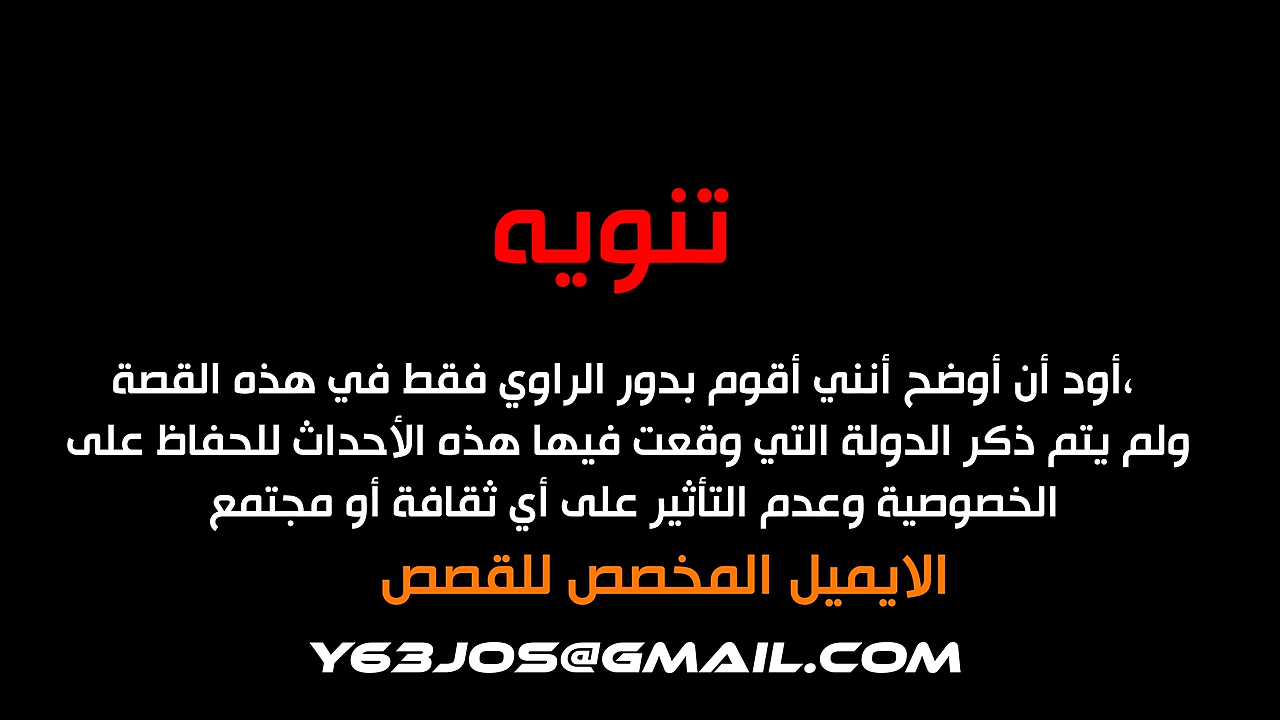 تنويه
،أود أن أوضح أنني أقوم بدور الراوي فقط في هذه القصة
ولم يتم ذكر الدولة التي وقعت فيها هذه الأحداث للحفاظ على
الخصوصية وعدم التأثير على أي ثقافة أو مجتمع
الايميل المخصص للقصص
Y63JOS@GMAIL.COM